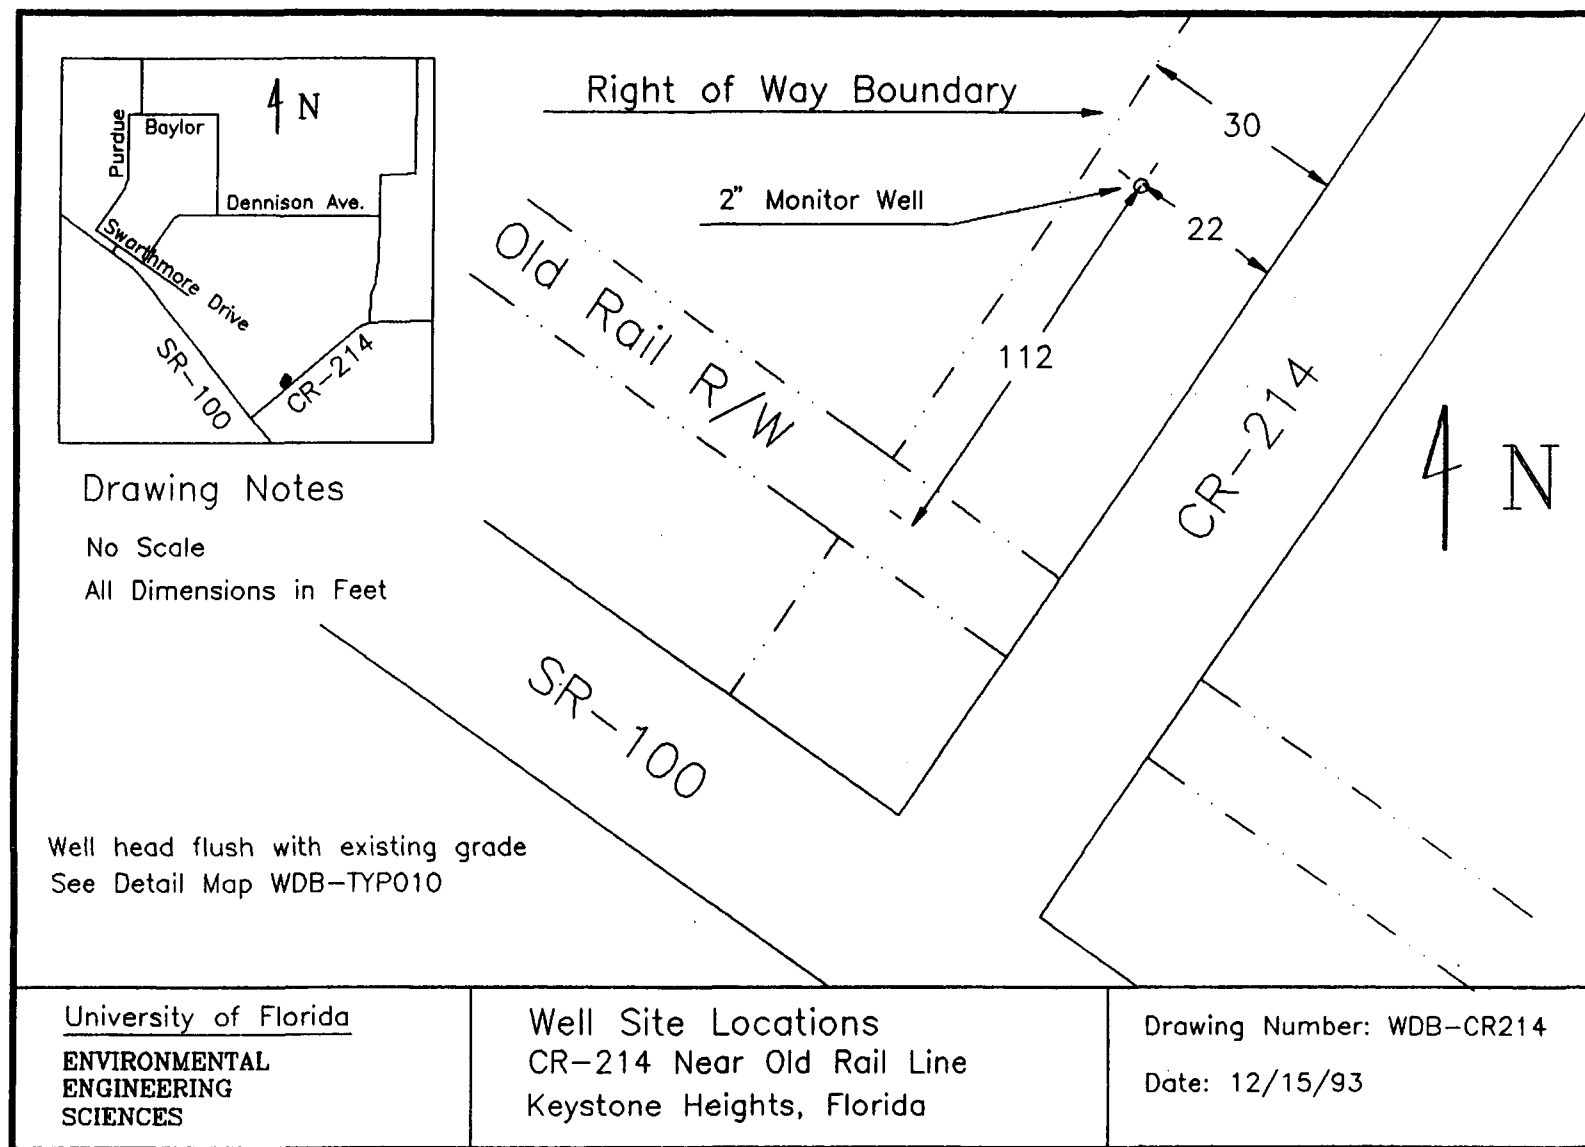 Purdue
Baylor
N
Dennison Ave.
Swarthmore Drive
SR-100
CR-214
Right of Way Boundary
30
2" Monitor Well
22
112
Old Rail R/W
CR-214
N
SR-100
Drawing Notes
No Scale
All Dimensions in Feet
Well head flush with existing grade
See Detail Map WDB-TYP010
University of Florida
ENVIRONMENTAL
ENGINEERING
SCIENCES
Well Site Locations
CR-214 Near Old Rail Line
Keystone Heights, Florida
Drawing Number: WDB-CR214
Date: 12/15/93